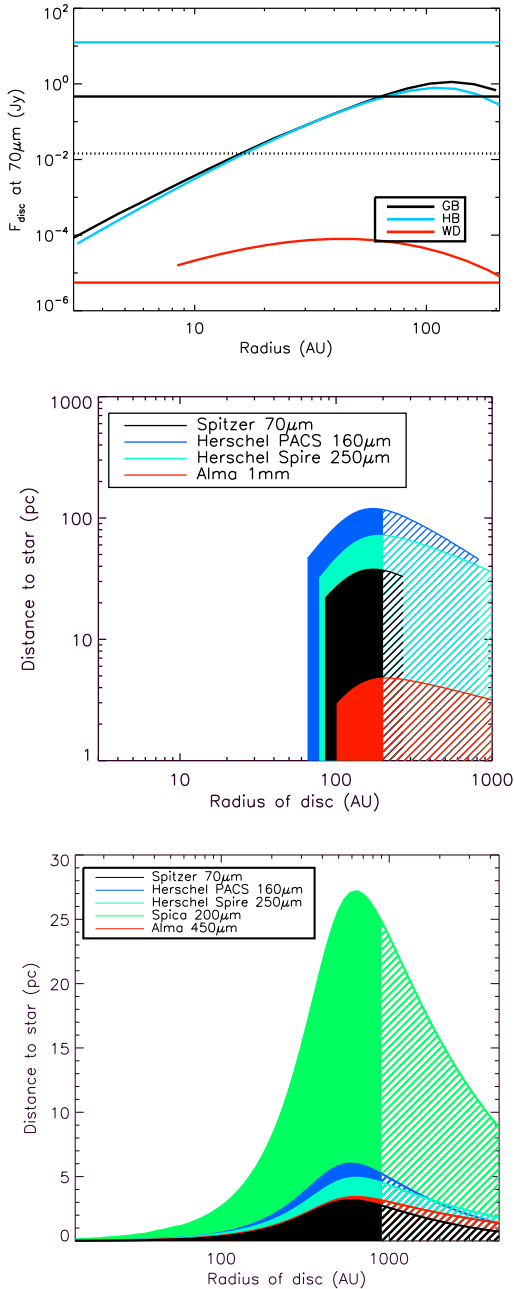 F_disc at 70μm (Jy)
10^2
10^0
10^-2
10^-4
10^-6
GB
HB
WD
10
100
Radius (AU)
Distance to star (pc)
1000
100
10
1
Spitzer 70μm
Herschel PACS 160μm
Herschel Spire 250μm
Alma 1mm
10
100
1000
Radius of disc (AU)
Distance to star (pc)
30
25
20
15
10
5
0
Spitzer 70μm
Herschel PACS 160μm
Herschel Spire 250μm
Spica 200μm
Alma 450μm
100
1000
Radius of disc (AU)